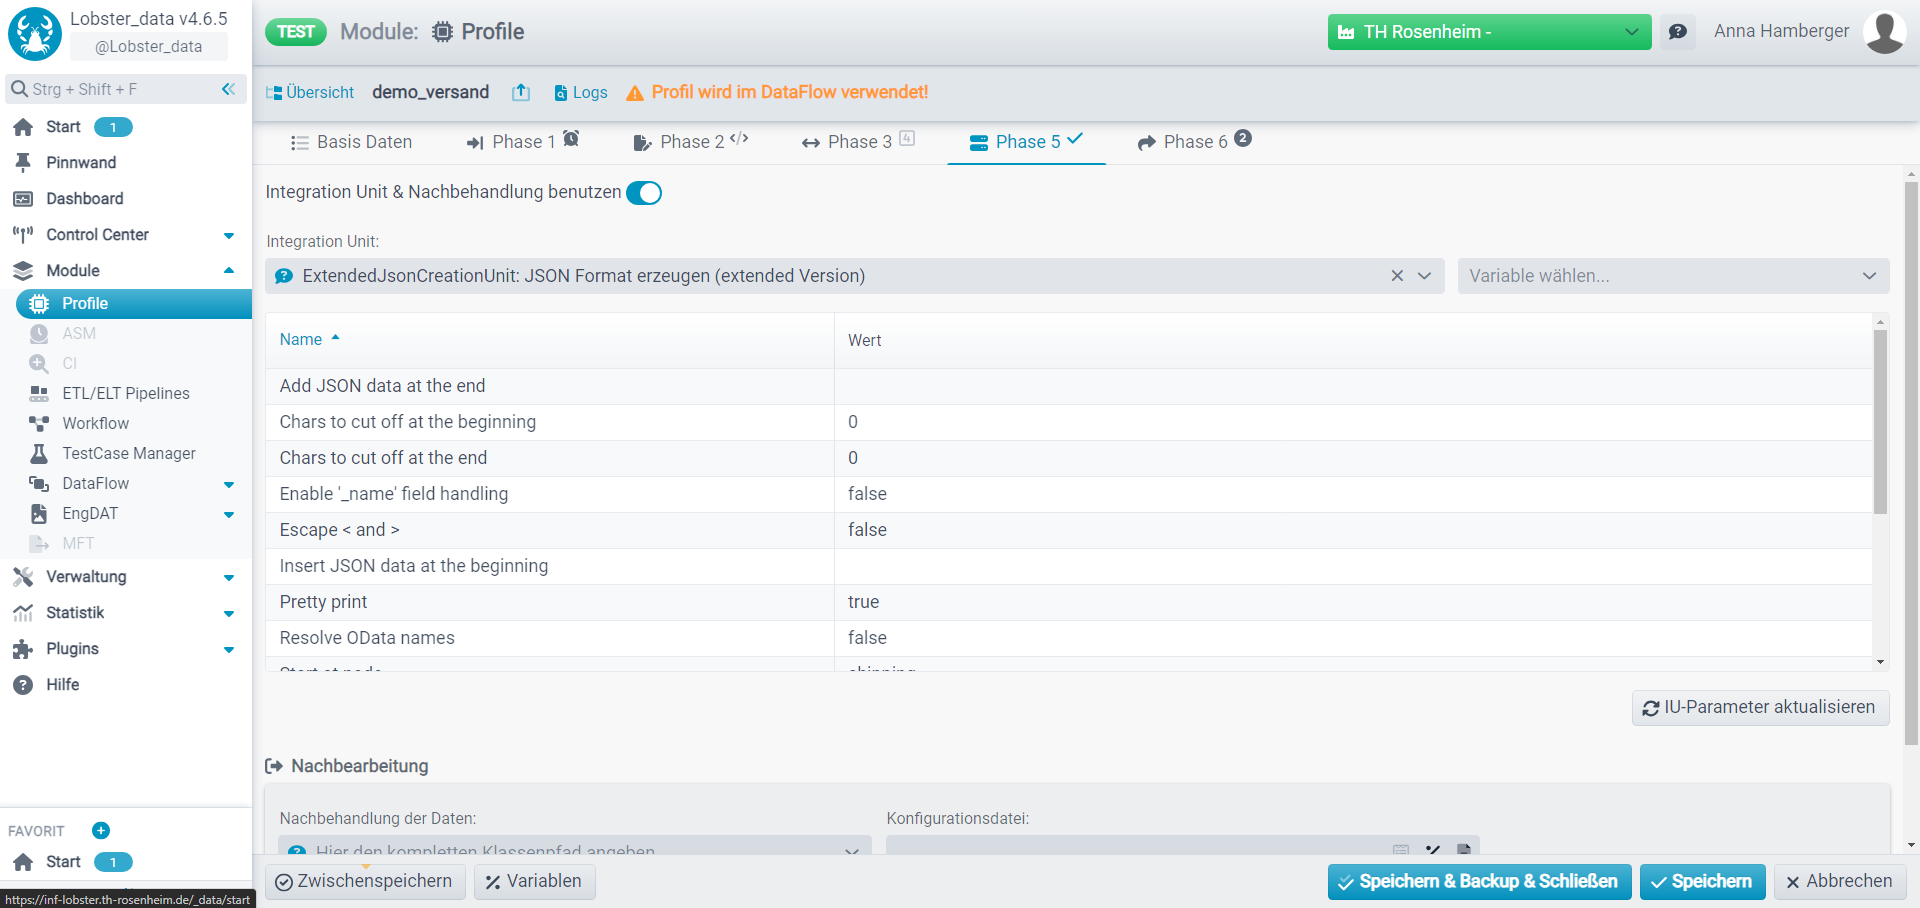 Lobster_data v4.6.5
@Lobster_data
Strg + Shift + F
Start 1
Pinnwand
Dashboard
Control Center
Module
Profile
ASM
CI
ETL/ELT Pipelines
Workflow
TestCase Manager
DataFlow
EngDAT
MFT
Verwaltung
Statistik
Plugins
Hilfe
FAVORIT
Start 1
https://inf-lobster.th-rosenheim.de/_data/start
TEST Module: Profile
TH Rosenheim -
Anna Hamberger
Übersicht demo_versand Logs Profil wird im DataFlow verwendet!
Basis Daten Phase 1 Phase 2 </> Phase 3 4 Phase 5 Phase 6 2
Integration Unit & Nachbehandlung benutzen
Integration Unit:
ExtendedJsonCreationUnit: JSON Format erzeugen (extended Version)
Variable wählen...
Name Wert
Add JSON data at the end
Chars to cut off at the beginning 0
Chars to cut off at the end 0
Enable '_name' field handling false
Escape < and > false
Insert JSON data at the beginning
Pretty print true
Resolve OData names false
Start at node shipping
IU-Parameter aktualisieren
Nachbearbeitung
Nachbehandlung der Daten: Konfigurationsdatei:
Hier den kompletten Klassenpfad angeben
Zwischenspeichern Variablen Speichern & Backup & Schließen Speichern Abbrechen